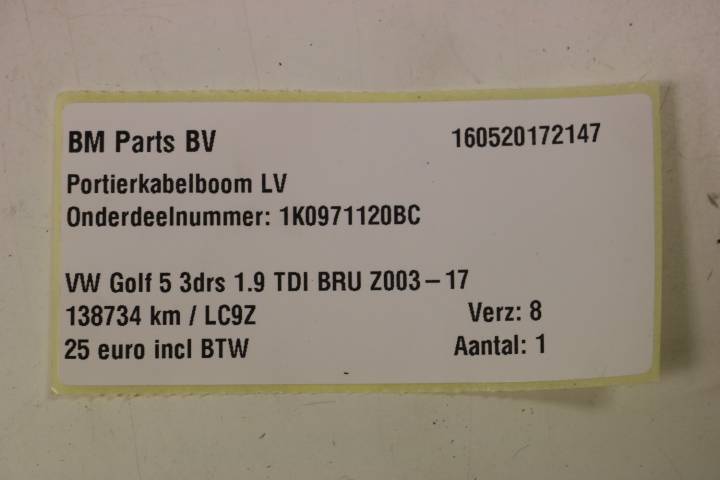 BM Parts BV 160520172147
Portierkabelboom LV
Onderdeelnummer: 1K0971120BC
VW Golf 5 3drs 1.9 TDI BRU Z003-17
138734 km / LC9Z Verz: 8
25 euro incl BTW Aantal: 1